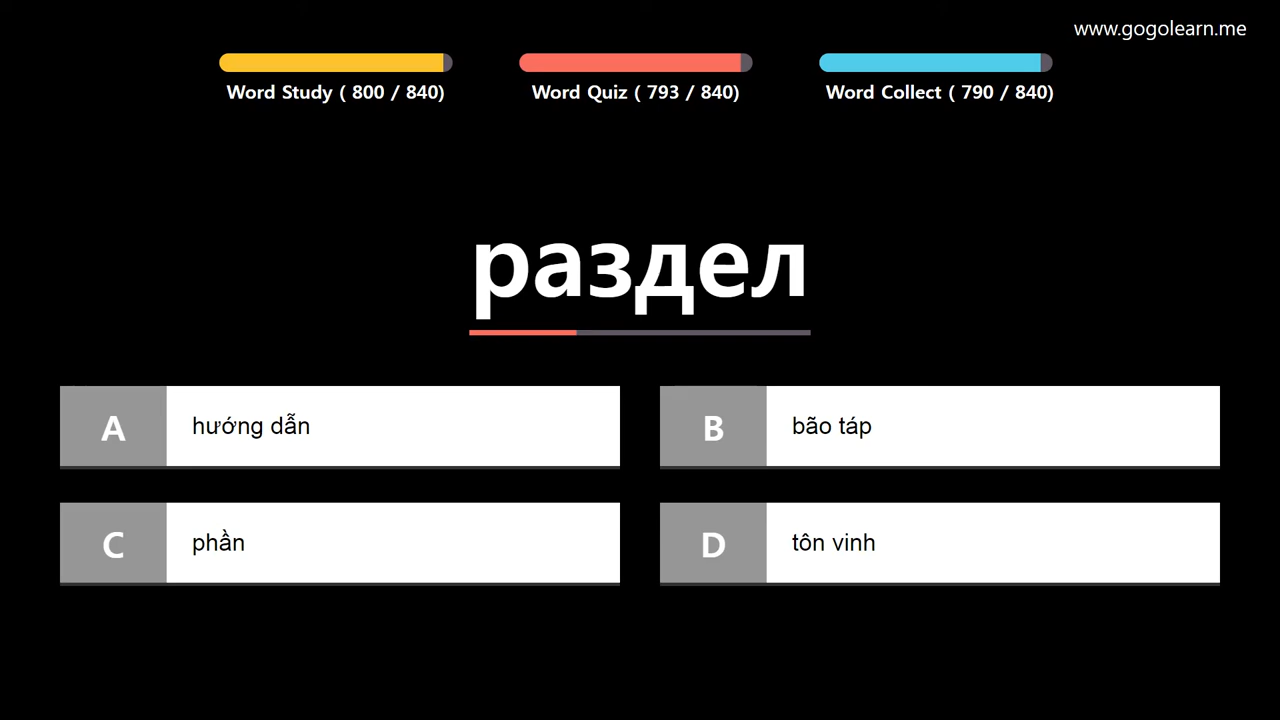 www.gogolearn.me
Word Study ( 800 / 840)
Word Quiz ( 793 / 840)
Word Collect ( 790 / 840)
раздел
A hướng dẫn
B bão táp
C phần
D tôn vinh